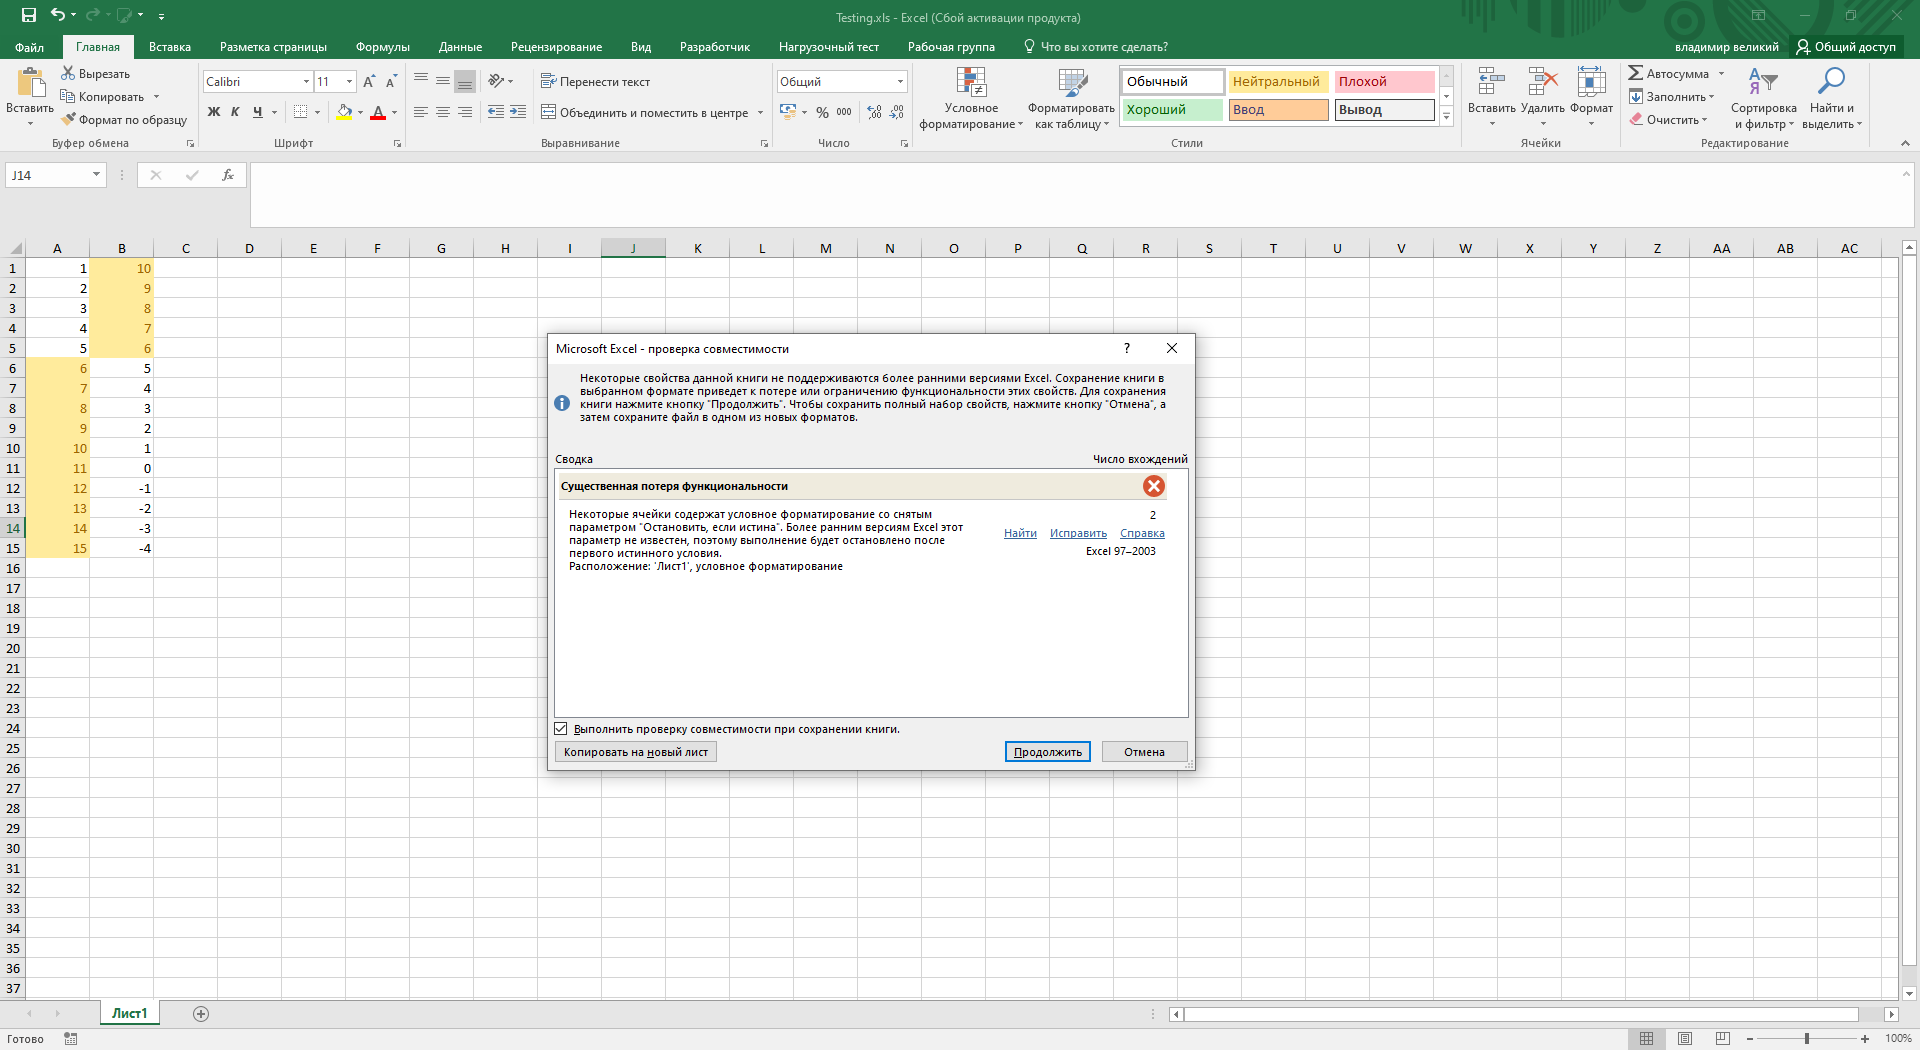 Testing.xls - Excel (Сбой активации продукта)
Файл Главная Вставка Разметка страницы Формулы Данные Рецензирование Вид Разработчик Нагрузочный тест Рабочая группа Что вы хотите сделать? владимир великий Общий доступ
Вставить
Вырезать
Копировать
Формат по образцу
Буфер обмена
Calibri 11
Ж К Ч
Шрифт
Перенести текст
Объединить и поместить в центре
Выравнивание
Общий
% 000
Число
Условное форматирование
Форматировать как таблицу
Обычный Нейтральный Плохой
Хороший Ввод Вывод
Стили
Вставить Удалить Формат
Ячейки
Автосумма
Заполнить
Очистить
Сортировка и фильтр
Найти и выделить
Редактирование
J14 fx
A B C D E F G H I J K L M N O P Q R S T U V W X Y Z AA AB AC
1 1 10
2 2 9
3 3 8
4 4 7
5 5 6
6 6 5
7 7 4
8 8 3
9 9 2
10 10 1
11 11 0
12 12 -1
13 13 -2
14 14 -3
15 15 -4
16
17
18
19
20
21
22
23
24
25
26
27
28
29
30
31
32
33
34
35
36
37
Microsoft Excel - проверка совместимости ?
Некоторые свойства данной книги не поддерживаются более ранними версиями Excel. Сохранение книги в
выбранном формате приведет к потере или ограничению функциональности этих свойств. Для сохранения
книги нажмите кнопку "Продолжить". Чтобы сохранить полный набор свойств, нажмите кнопку "Отмена", а
затем сохраните файл в одном из новых форматов.
Сводка Число вхождений
Существенная потеря функциональности
Некоторые ячейки содержат условное форматирование со снятым
параметром "Остановить, если истина". Более ранним версиям Excel этот
параметр не известен, поэтому выполнение будет остановлено после
первого истинного условия.
Расположение: 'Лист1', условное форматирование
2
Найти Исправить Справка
Excel 97–2003
Выполнить проверку совместимости при сохранении книги.
Копировать на новый лист Продолжить Отмена
Лист1
Готово 100%